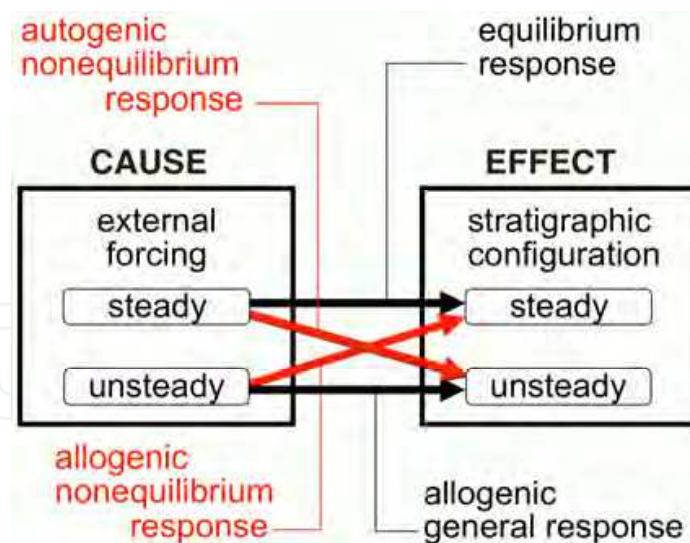 autogenic
nonequilibrium
response
equilibrium
response
CAUSE
EFFECT
external
forcing
steady
unsteady
stratigraphic
configuration
steady
unsteady
allogenic
nonequilibrium
response
allogenic
general response